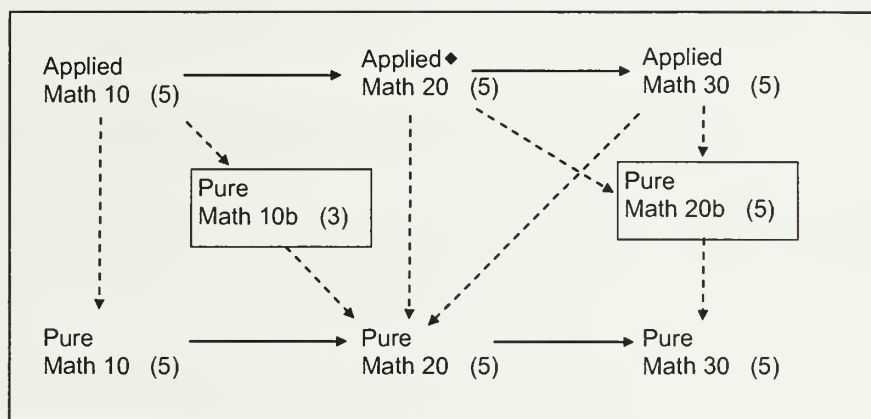 Applied
Math 10 (5)
Applied◆
Math 20 (5)
Applied
Math 30 (5)
Pure
Math 10b (3)
Pure
Math 20b (5)
Pure
Math 10 (5)
Pure
Math 20 (5)
Pure
Math 30 (5)